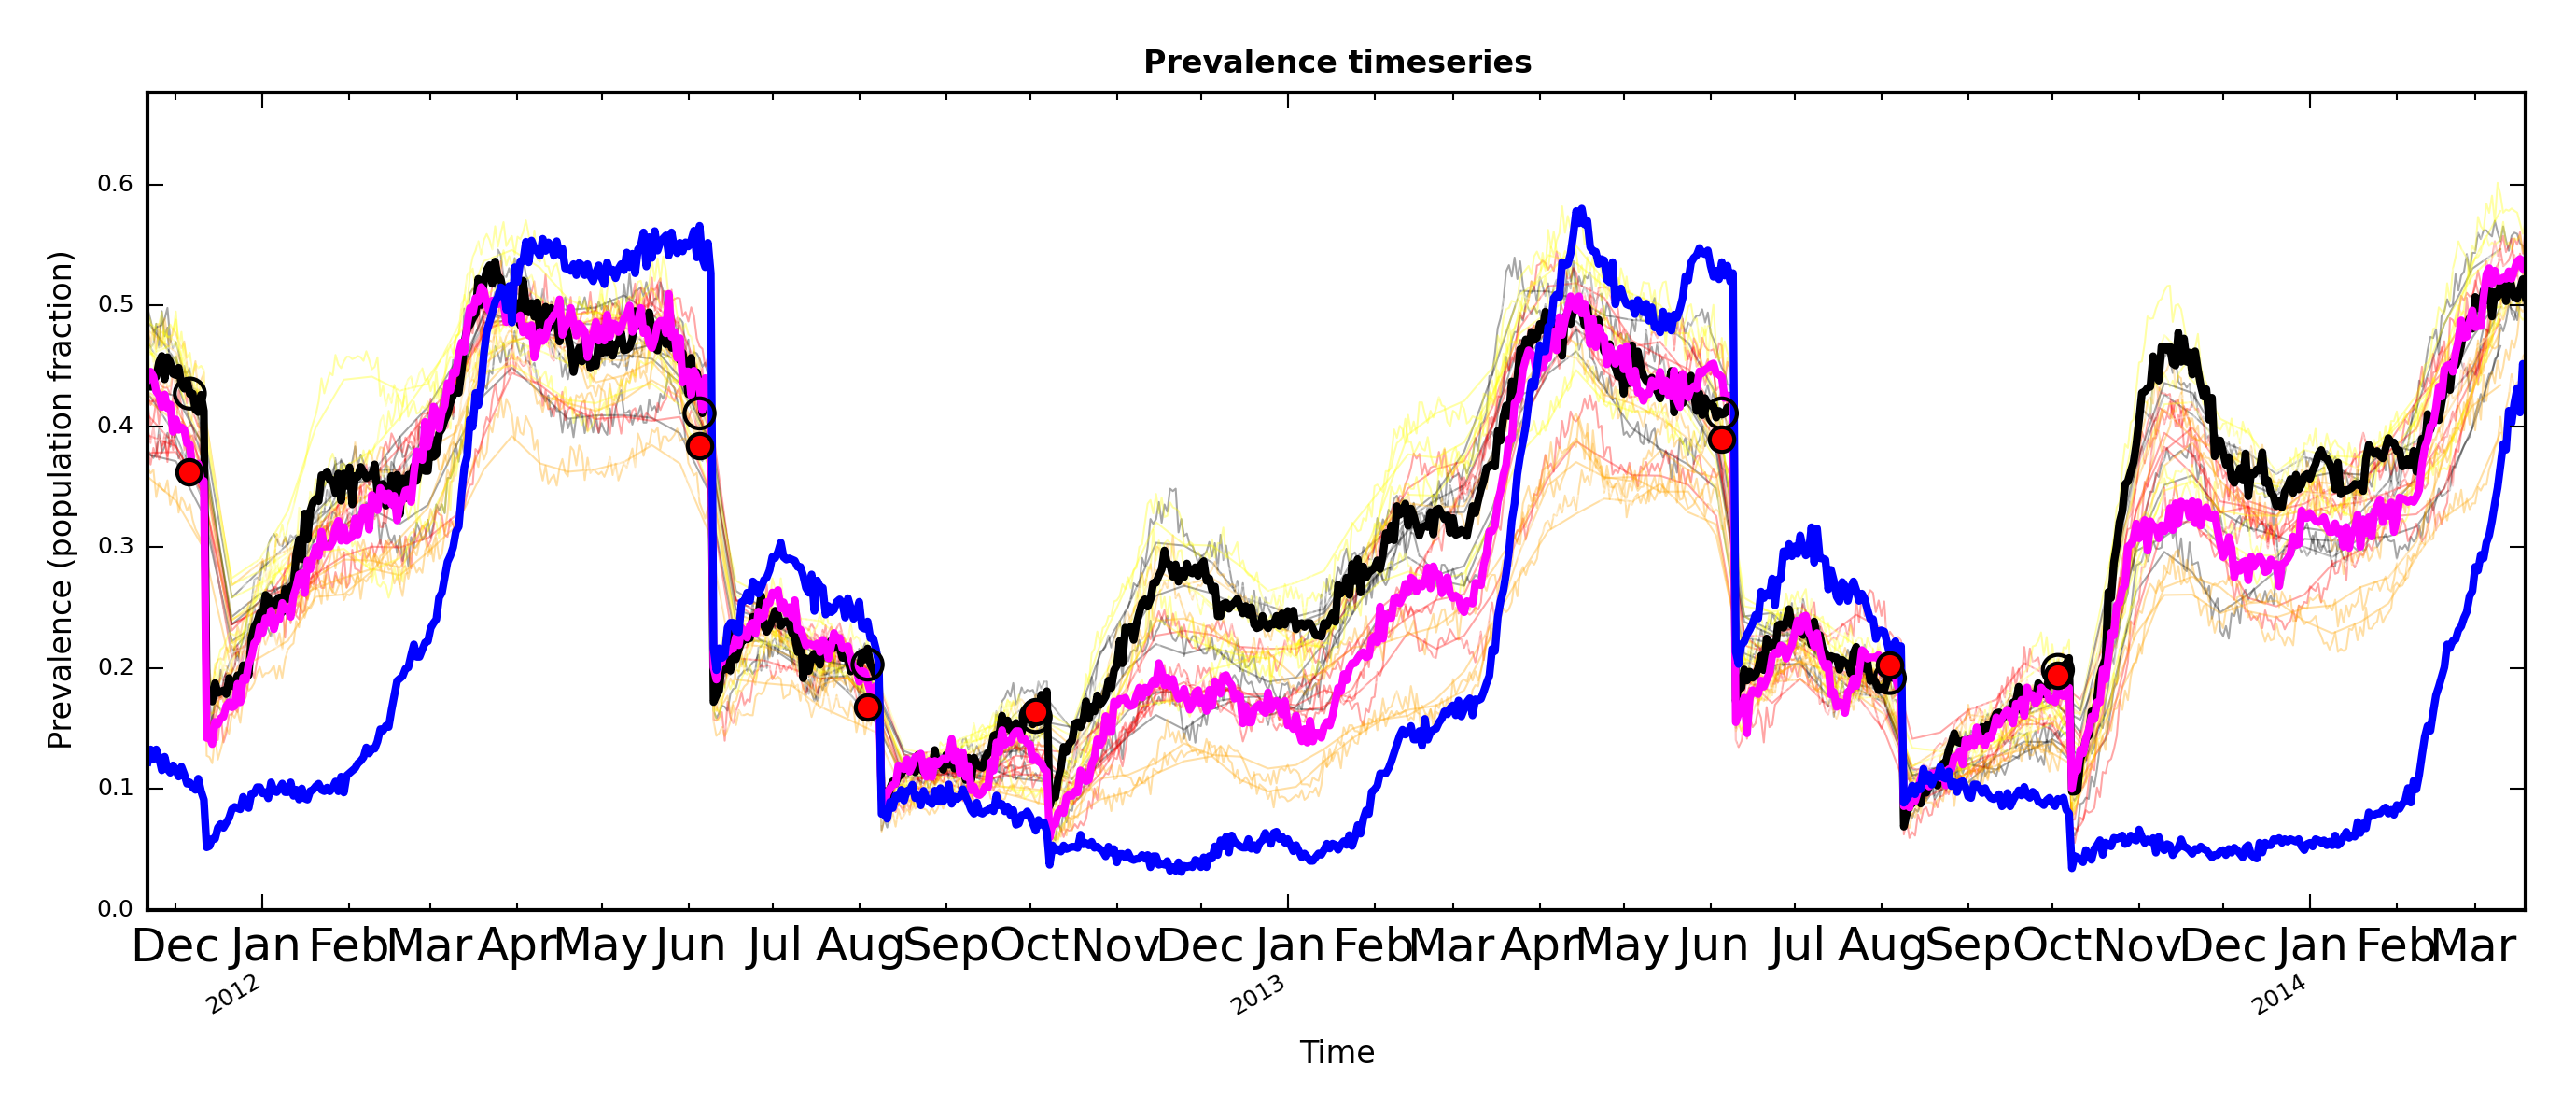 Prevalence timeseries
Prevalence (population fraction)
0.6
0.5
0.4
0.3
0.2
0.1
0.0
Dec Jan Feb Mar Apr May Jun Jul Aug Sep Oct Nov Dec Jan Feb Mar Apr May Jun Jul Aug Sep Oct Nov Dec Jan Feb Mar
2012 2013 2014
Time